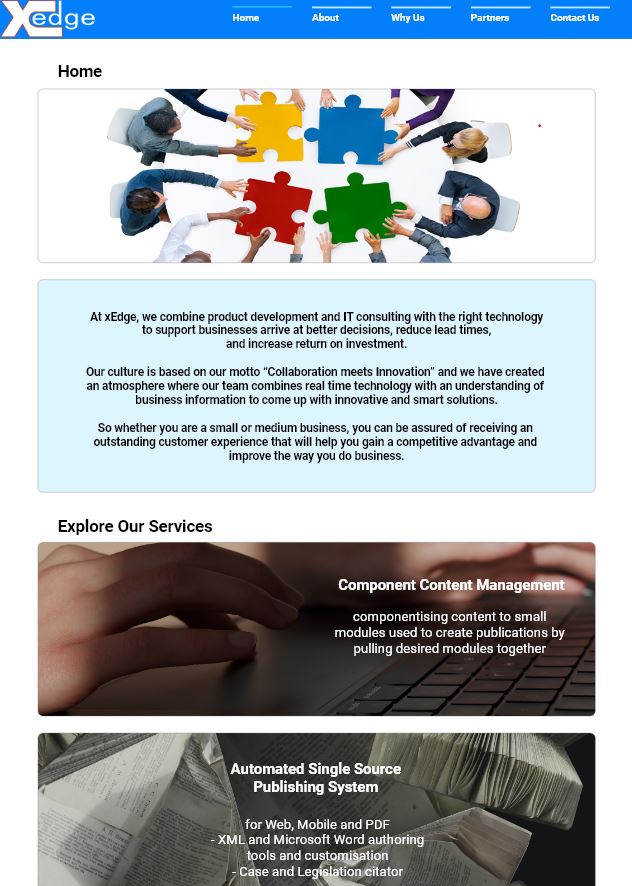 Xedge
Home
About
Why Us
Partners
Contact Us
Home
At xEdge, we combine product development and IT consulting with the right technology
to support businesses arrive at better decisions, reduce lead times,
and increase return on investment.
Our culture is based on our motto “Collaboration meets Innovation” and we have created
an atmosphere where our team combines real time technology with an understanding of
business information to come up with innovative and smart solutions.
So whether you are a small or medium business, you can be assured of receiving an
outstanding customer experience that will help you gain a competitive advantage and
improve the way you do business.
Explore Our Services
Component Content Management
componentising content to small
modules used to create publications by
pulling desired modules together
Automated Single Source
Publishing System
for Web, Mobile and PDF
- XML and Microsoft Word authoring
tools and customisation
- Case and Legislation citator